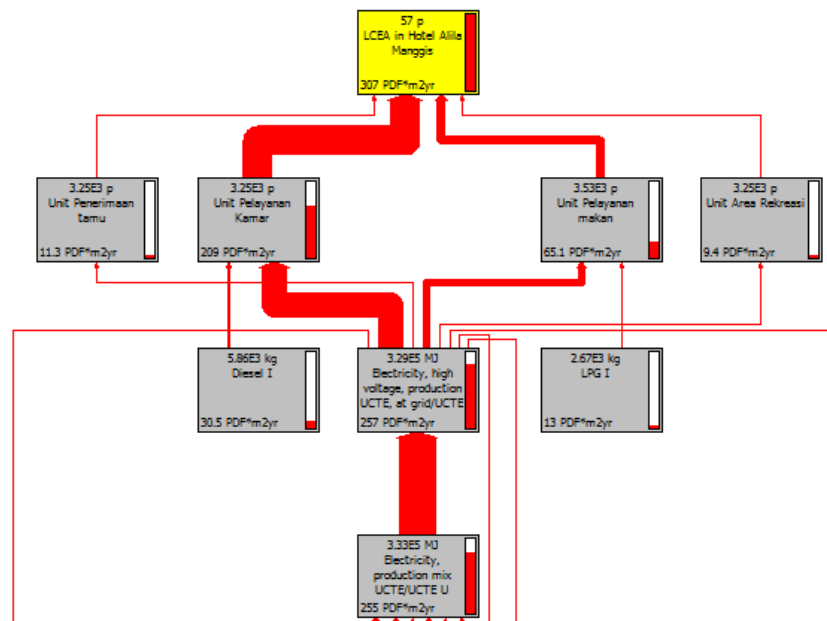 57 p
LCEA in Hotel Alila
Manggis
307 PDF*m2yr
3.25E3 p
Unit Penerimaan
tamu
11.3 PDF*m2yr
3.25E3 p
Unit Pelayanan
Kamar
209 PDF*m2yr
3.53E3 p
Unit Pelayanan
makan
65.1 PDF*m2yr
3.25E3 p
Unit Area Rekreasi
9.4 PDF*m2yr
5.86E3 kg
Diesel I
30.5 PDF*m2yr
3.29E5 MJ
Electricity, high
voltage, production
UCTE, at grid/UCTE
257 PDF*m2yr
2.67E3 kg
LPG I
13 PDF*m2yr
3.33E5 MJ
Electricity,
production mix
UCTE/UCTE U
255 PDF*m2yr